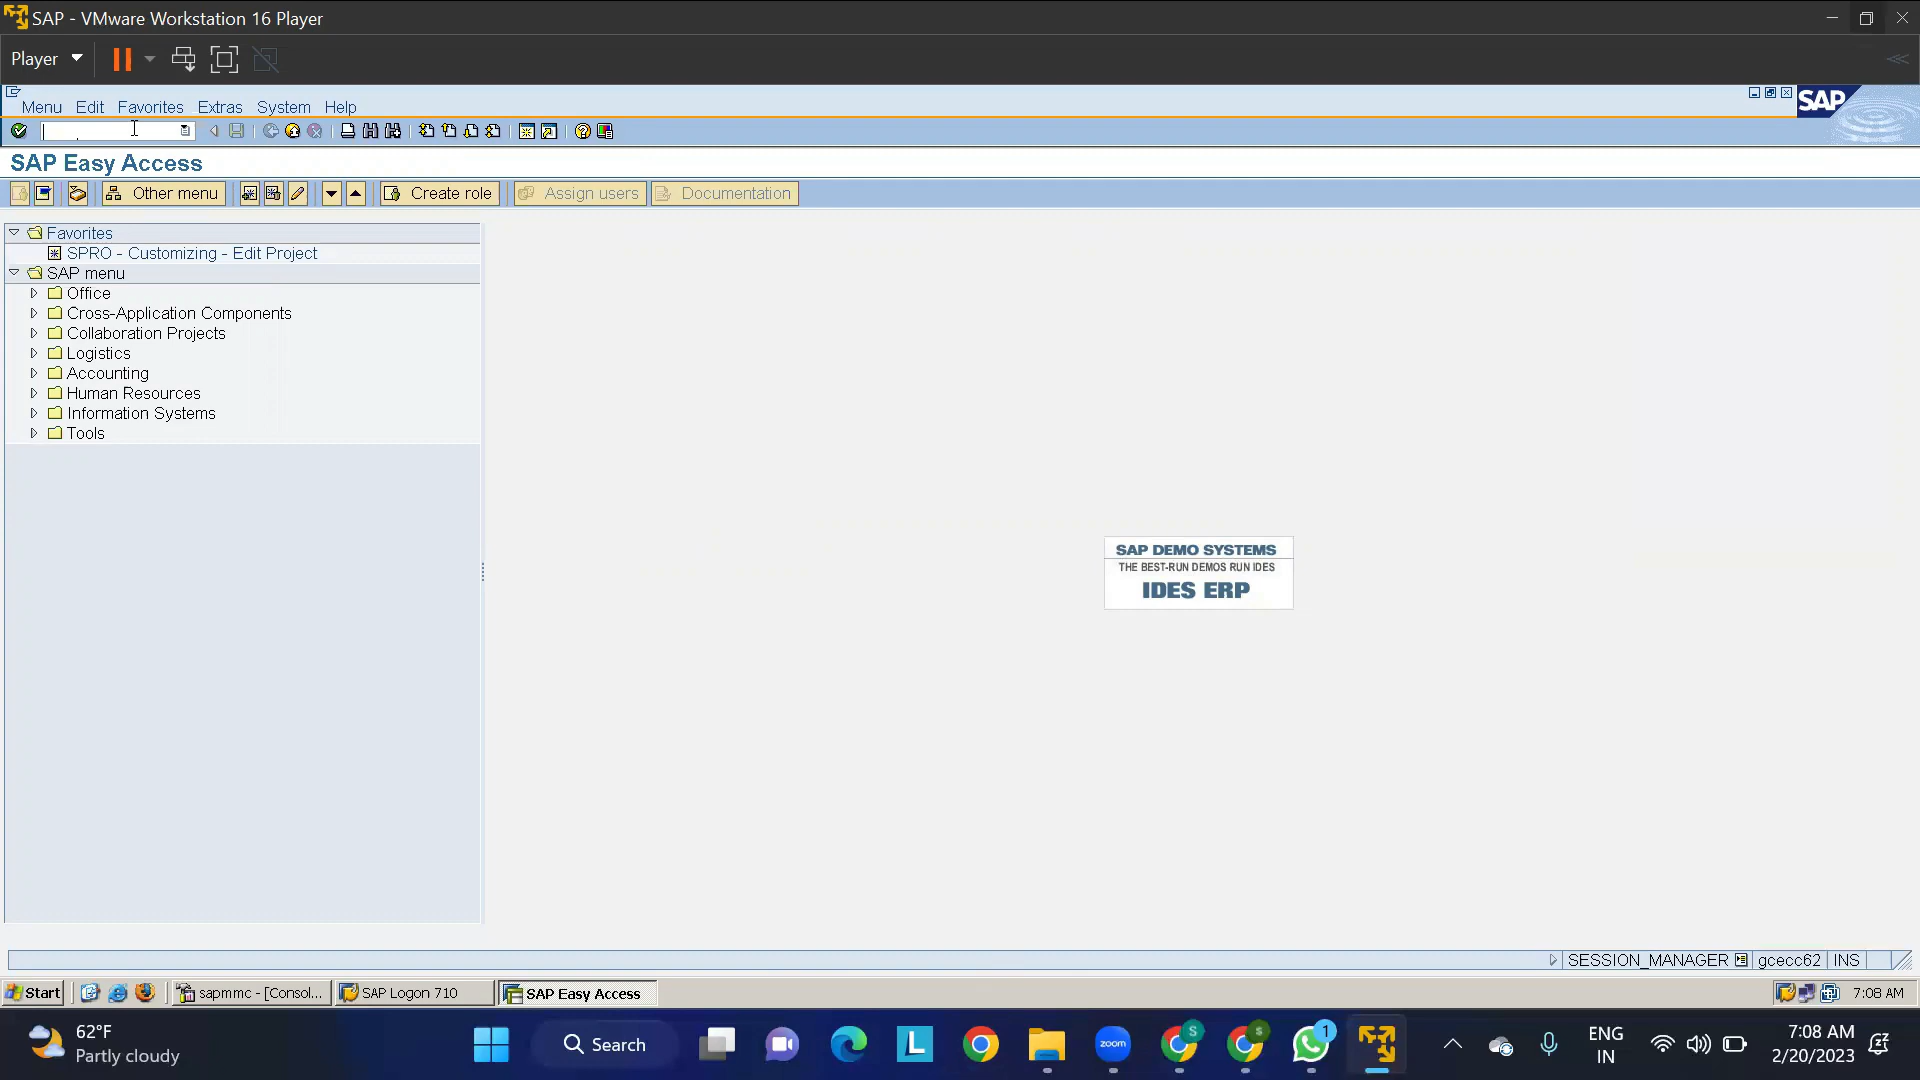 SAP - VMware Workstation 16 Player
Player
Menu Edit Favorites Extras System Help
SAP
SAP Easy Access
Other menu Create role Assign users Documentation
Favorites
SPRO - Customizing - Edit Project
SAP menu
Office
Cross-Application Components
Collaboration Projects
Logistics
Accounting
Human Resources
Information Systems
Tools
SAP DEMO SYSTEMS
THE BEST-RUN DEMOS RUN IDES
IDES ERP
SESSION_MANAGER gcecc62 INS
Start sapmmc - [Consol... SAP Logon 710 SAP Easy Access 7:08 AM
62°F
Partly cloudy
Search
L
zoom
S
$
1
ENG
IN
7:08 AM
2/20/2023